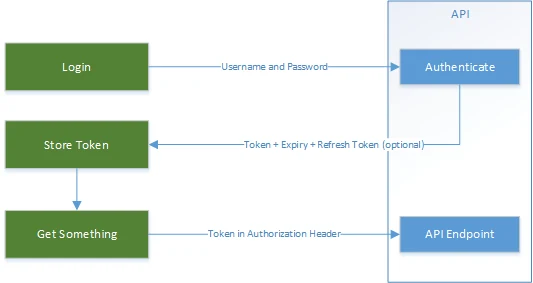 API
Login
Username and Password
Authenticate
Store Token
Token + Expiry + Refresh Token (optional)
Get Something
Token in Authorization Header
API Endpoint